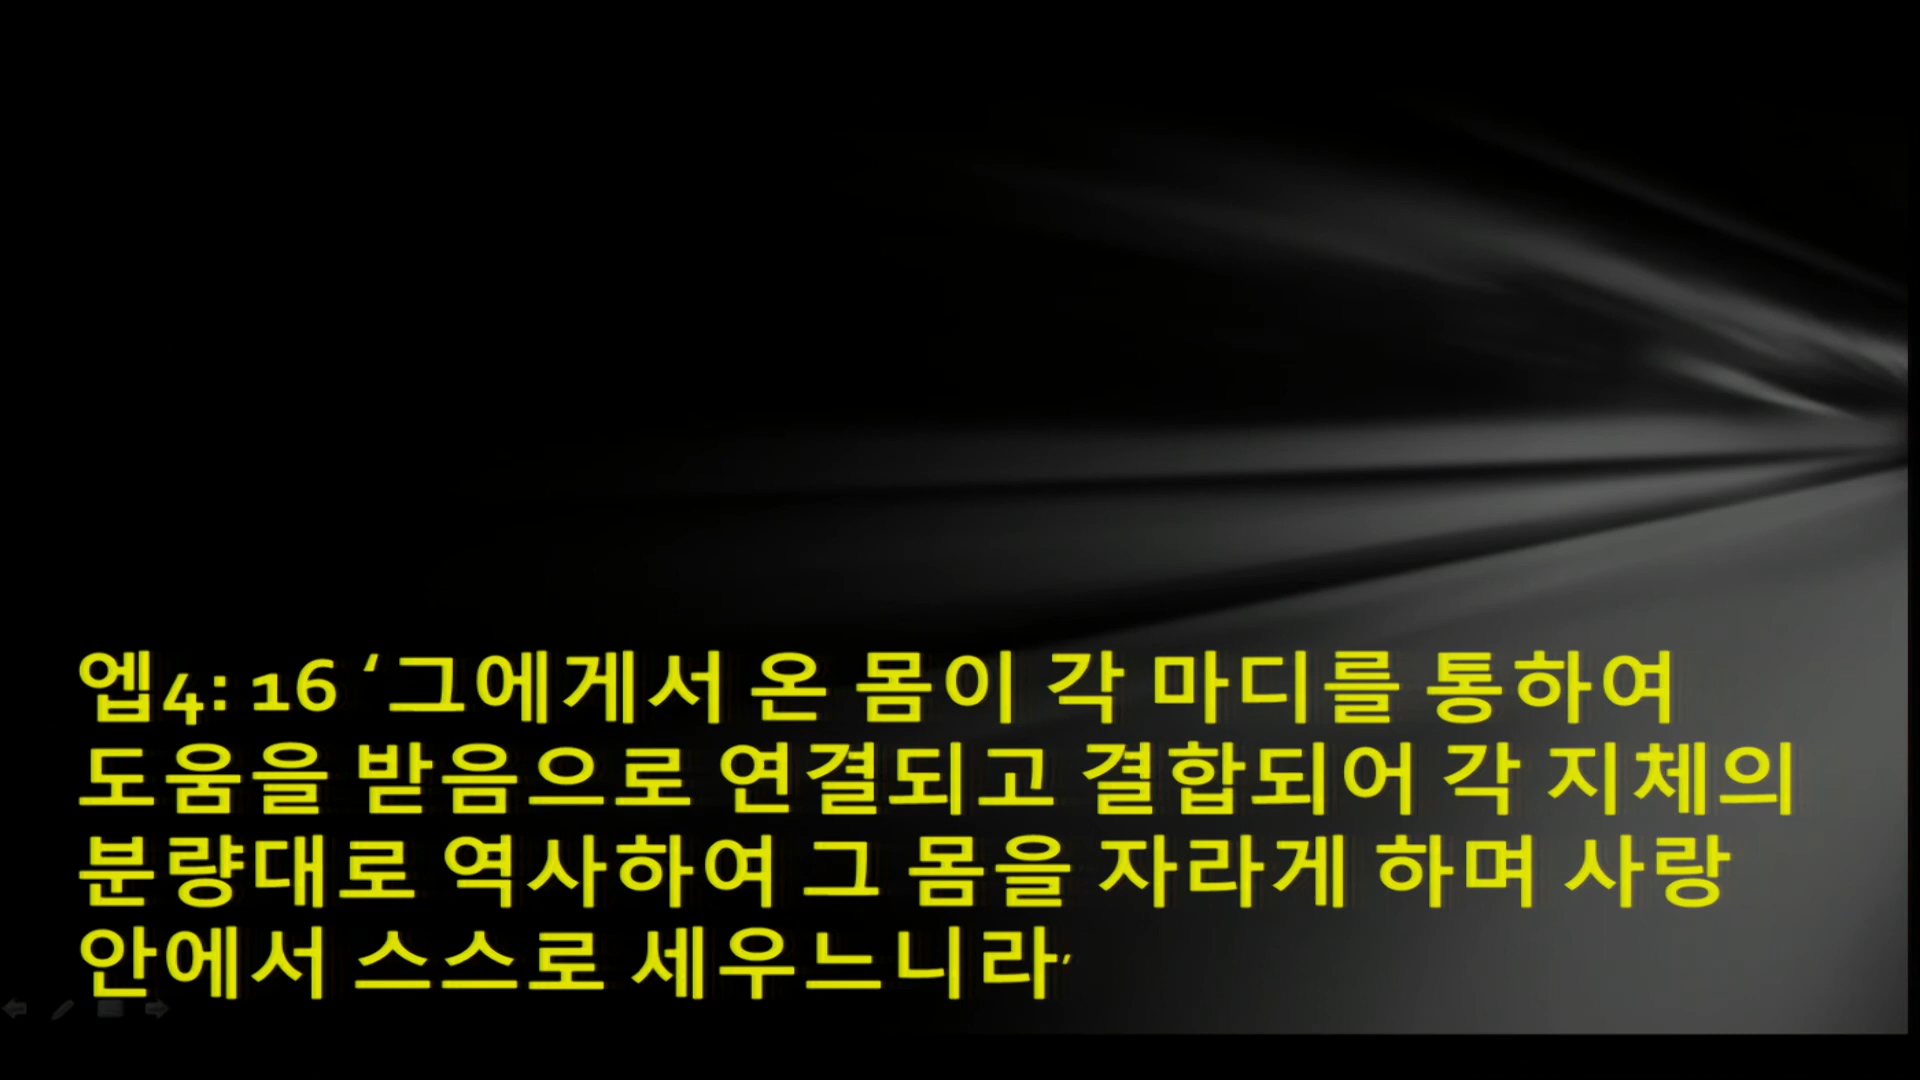 엡4: 16 ‘그에게서 온 몸이 각 마디를 통하여
도움을 받음으로 연결되고 결합되어 각 지체의
분량대로 역사하여 그 몸을 자라게 하며 사랑
안에서 스스로 세우느니라’